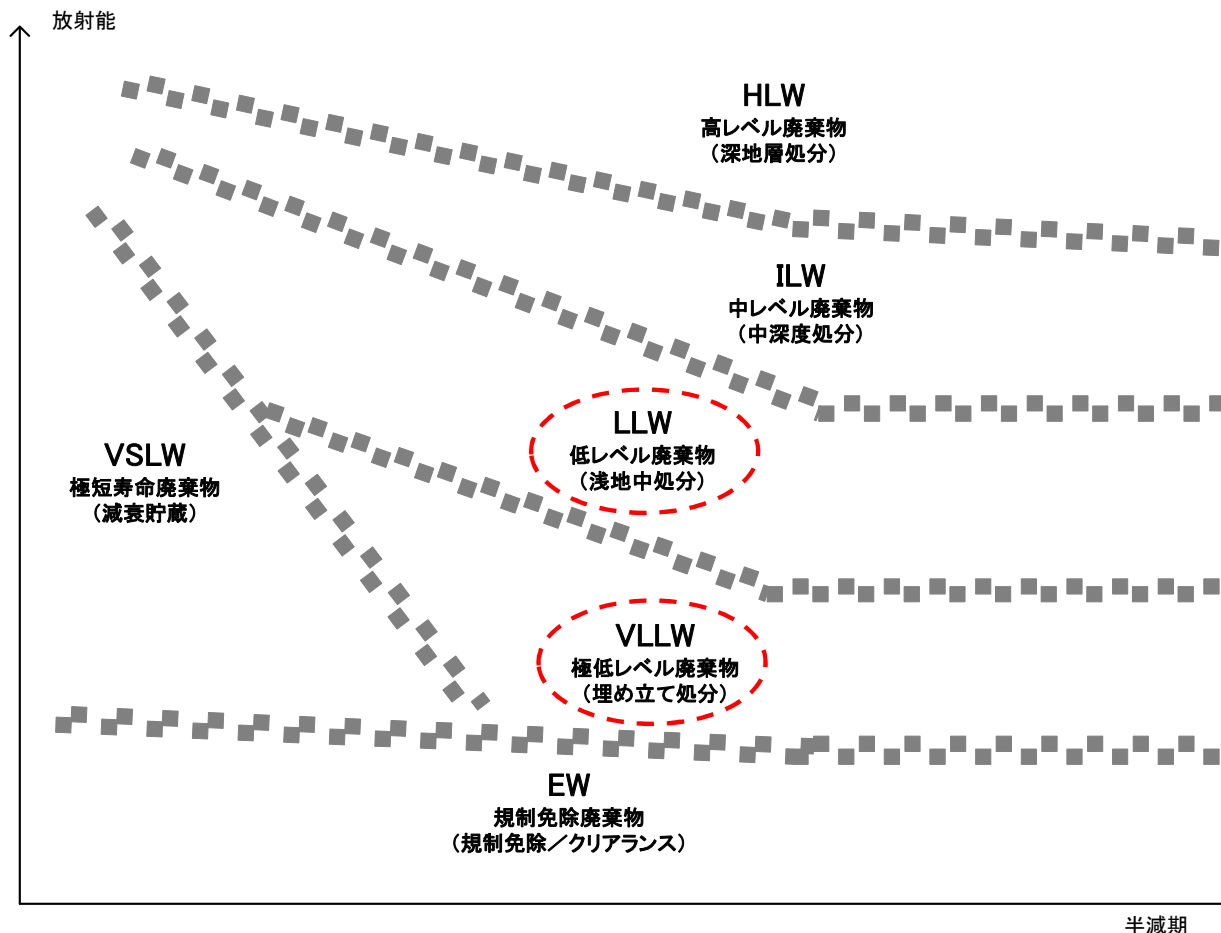 放射能
HLW
高レベル廃棄物
(深地層処分)
ILW
中レベル廃棄物
(中深度処分)
LLW
低レベル廃棄物
(浅地中処分)
VSLW
極短寿命廃棄物
(減衰貯蔵)
VLLW
極低レベル廃棄物
(埋め立て処分)
EW
規制免除廃棄物
(規制免除／クリアランス)
半減期